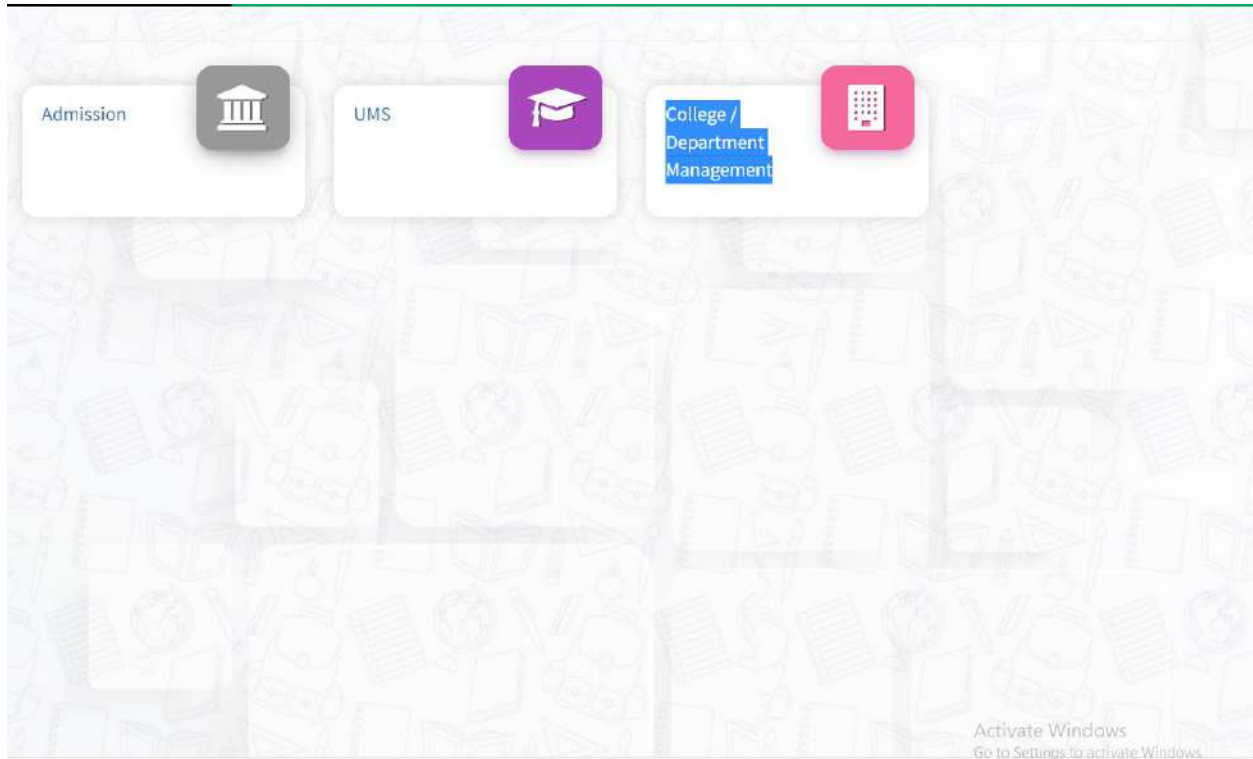 Admission
UMS
College /
Department
Management
Activate Windows
Go to Settings to activate Windows.